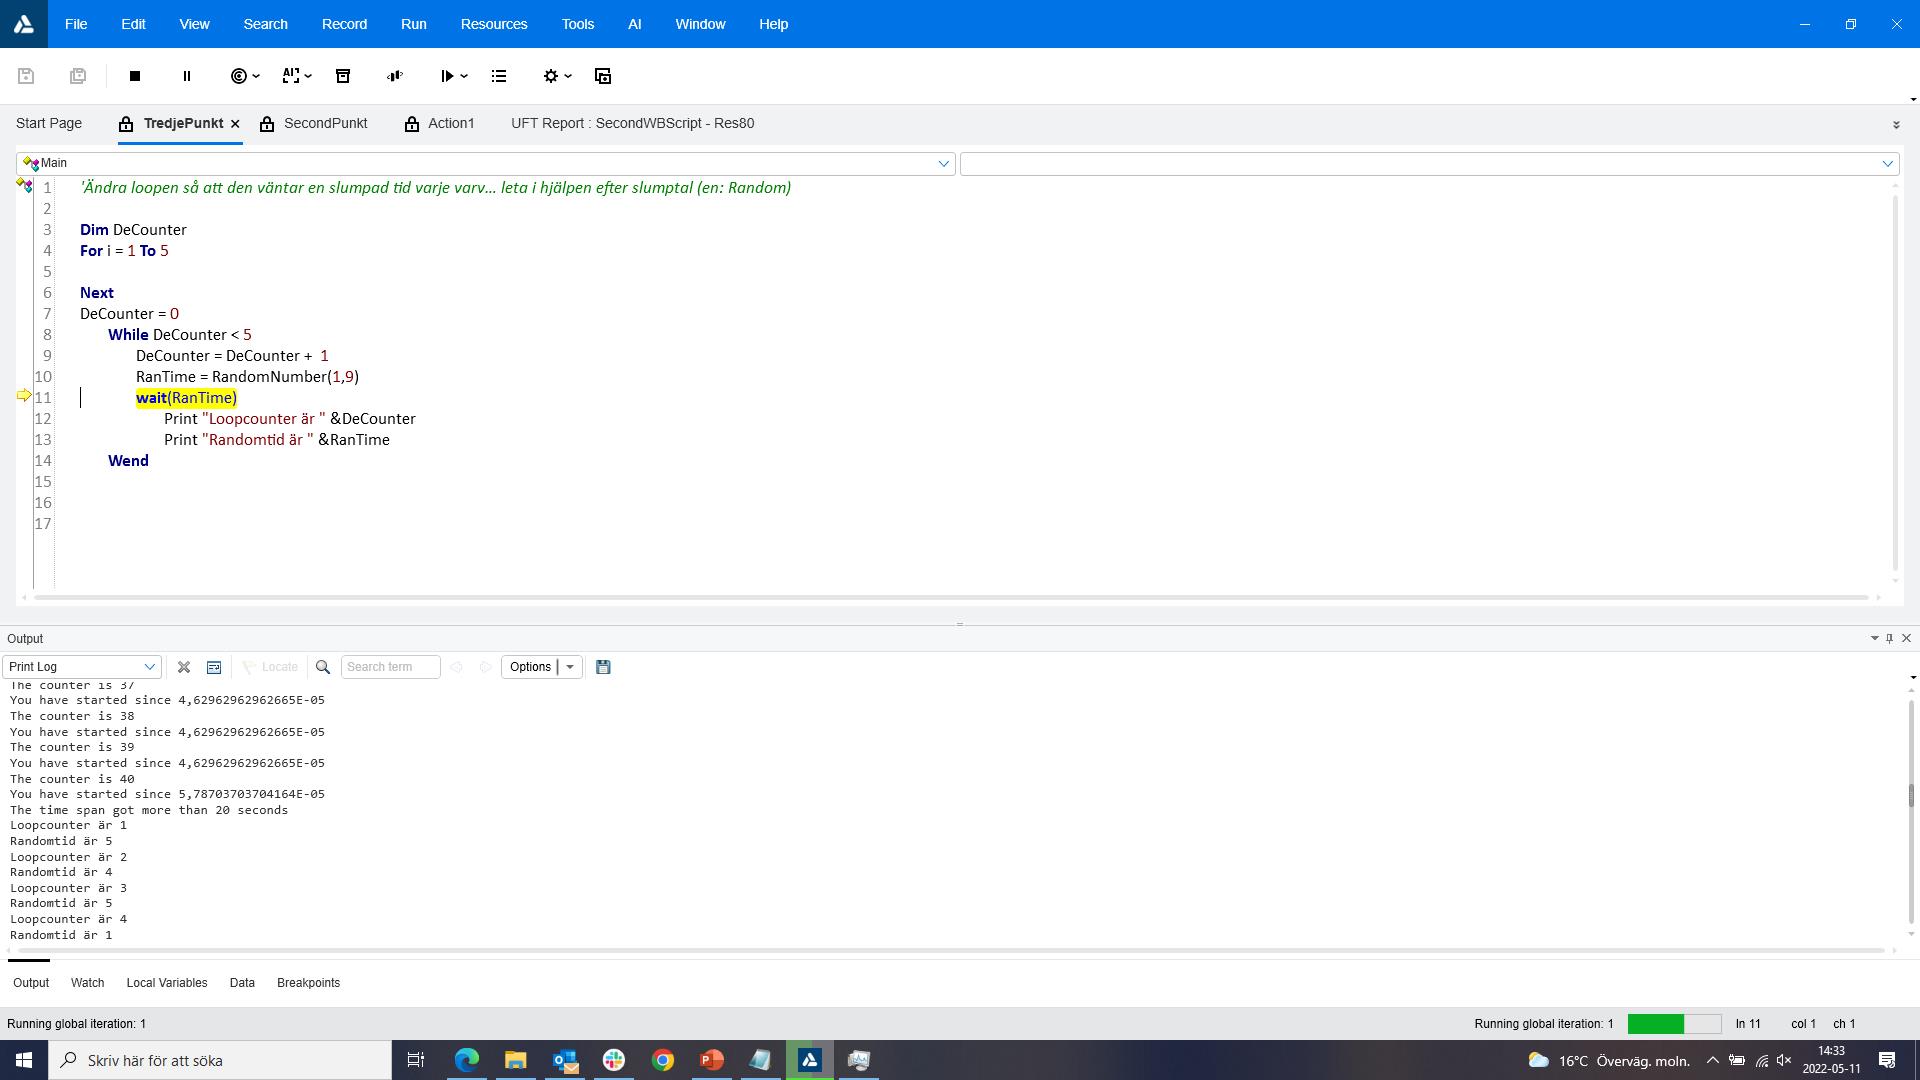 File Edit View Search Record Run Resources Tools AI Window Help
Start Page TredjePunkt SecondPunkt Action1 UFT Report : SecondWBScript - Res80
Main
1 'Ändra loopen så att den väntar en slumpad tid varje varv... leta i hjälpen efter slumptal (en: Random)
2
3 Dim DeCounter
4 For i = 1 To 5
5
6 Next
7 DeCounter = 0
8 While DeCounter < 5
9 DeCounter = DeCounter + 1
10 RanTime = RandomNumber(1,9)
11 wait(RanTime)
12 Print "Loopcounter är " &DeCounter
13 Print "Randomtid är " &RanTime
14 Wend
15
16
17
Output
Print Log Locate Search term Options
The counter is 37
You have started since 4,62962962962665E-05
The counter is 38
You have started since 4,62962962962665E-05
The counter is 39
You have started since 4,62962962962665E-05
The counter is 40
You have started since 5,78703703704164E-05
The time span got more than 20 seconds
Loopcounter är 1
Randomtid är 5
Loopcounter är 2
Randomtid är 4
Loopcounter är 3
Randomtid är 5
Loopcounter är 4
Randomtid är 1
Output Watch Local Variables Data Breakpoints
Running global iteration: 1 Running global iteration: 1 ln 11 col 1 ch 1
Skriv här för att söka 16°C Överväg. moln. 14:33
2022-05-11